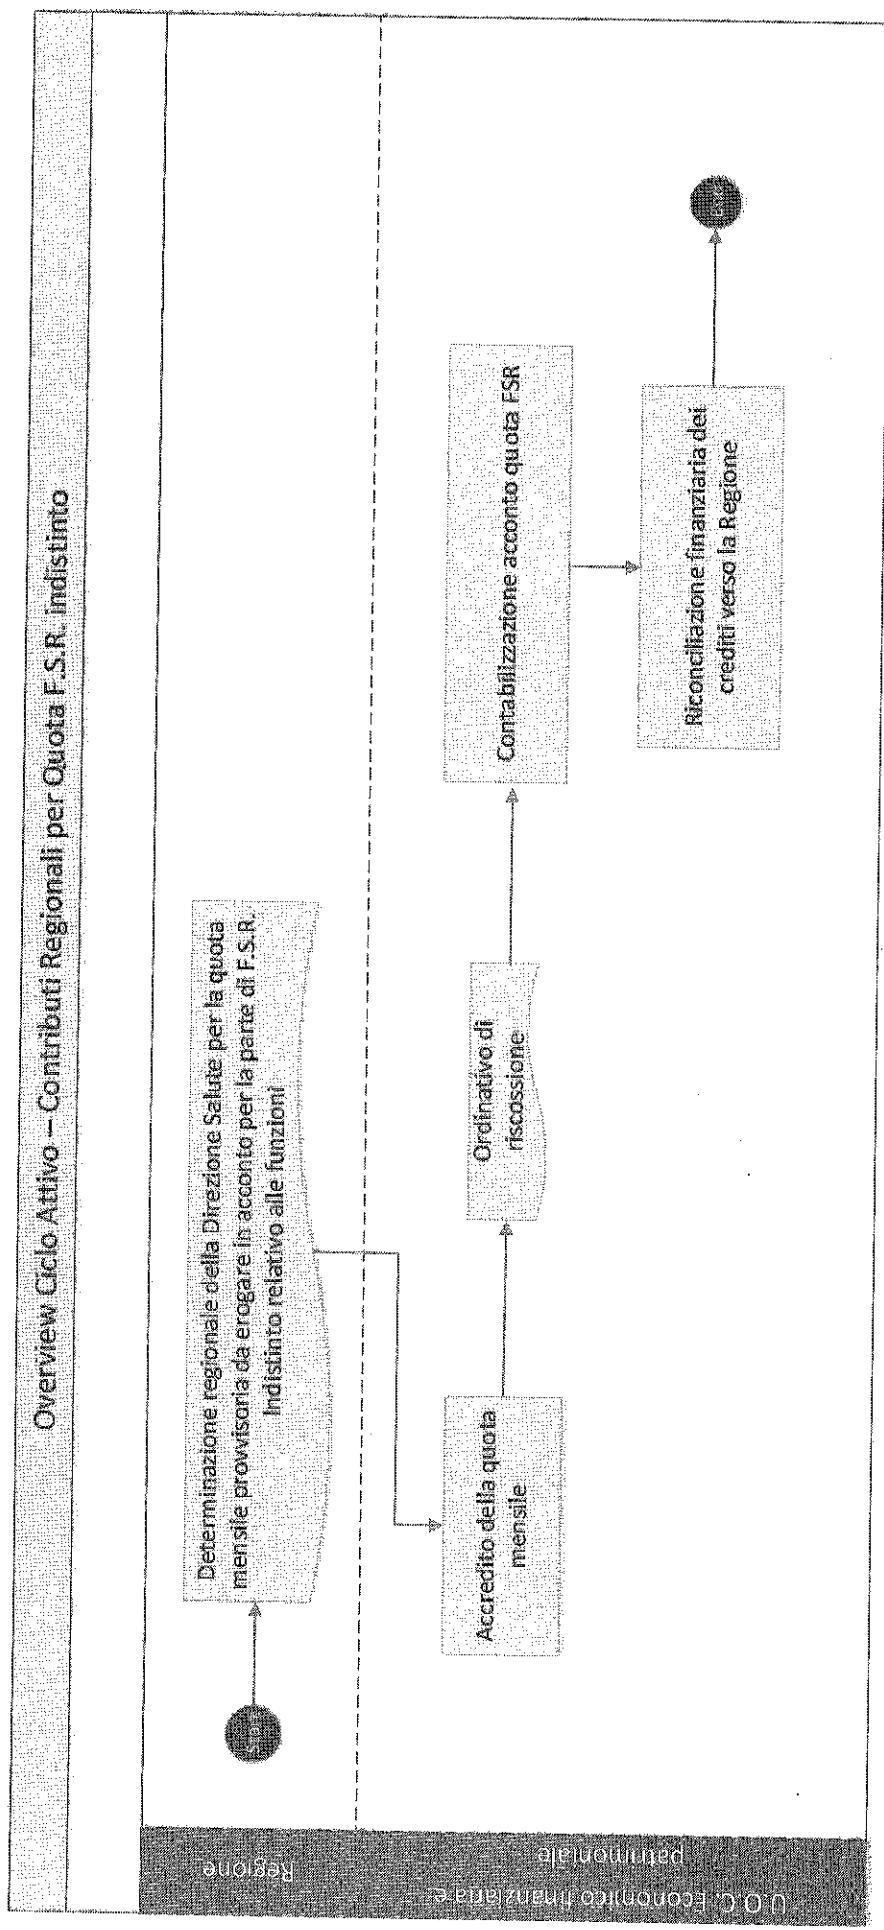 Overview Ciclo Attivo – Contributi Regionali per Quota F.S.R. Indistinto
Regione
Start
Determinazione regionale della Direzione Salute per la quota
mensile provvisoria da erogare in acconto per la parte di F.S.R.
Indistinto relativo alle funzioni
U.O.C. Economico finanziaria e
patrimoniale
Accredito della quota
mensile
Ordinativo di
riscossione
Contabilizzazione acconto quota FSR
Riconciliazione finanziaria dei
crediti verso la Regione
End